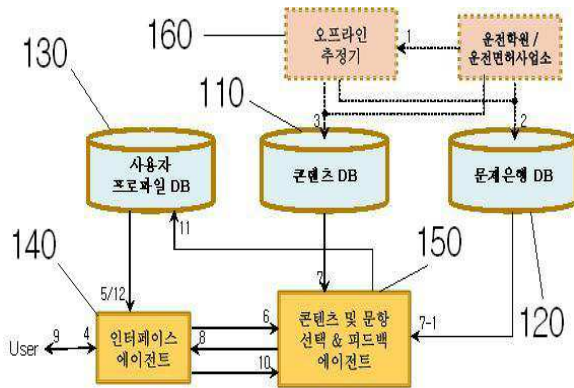 160
오프라인
추정기
1
운전학원 /
운전면허사업소
130
110
3
2
사용자
프로파일 DB
콘텐츠 DB
문제은행 DB
11
140
150
5/12
7
120
User
9
4
인터페이스
에이전트
6
8
10
콘텐츠 및 문항
선택 & 피드백
에이전트
7-1